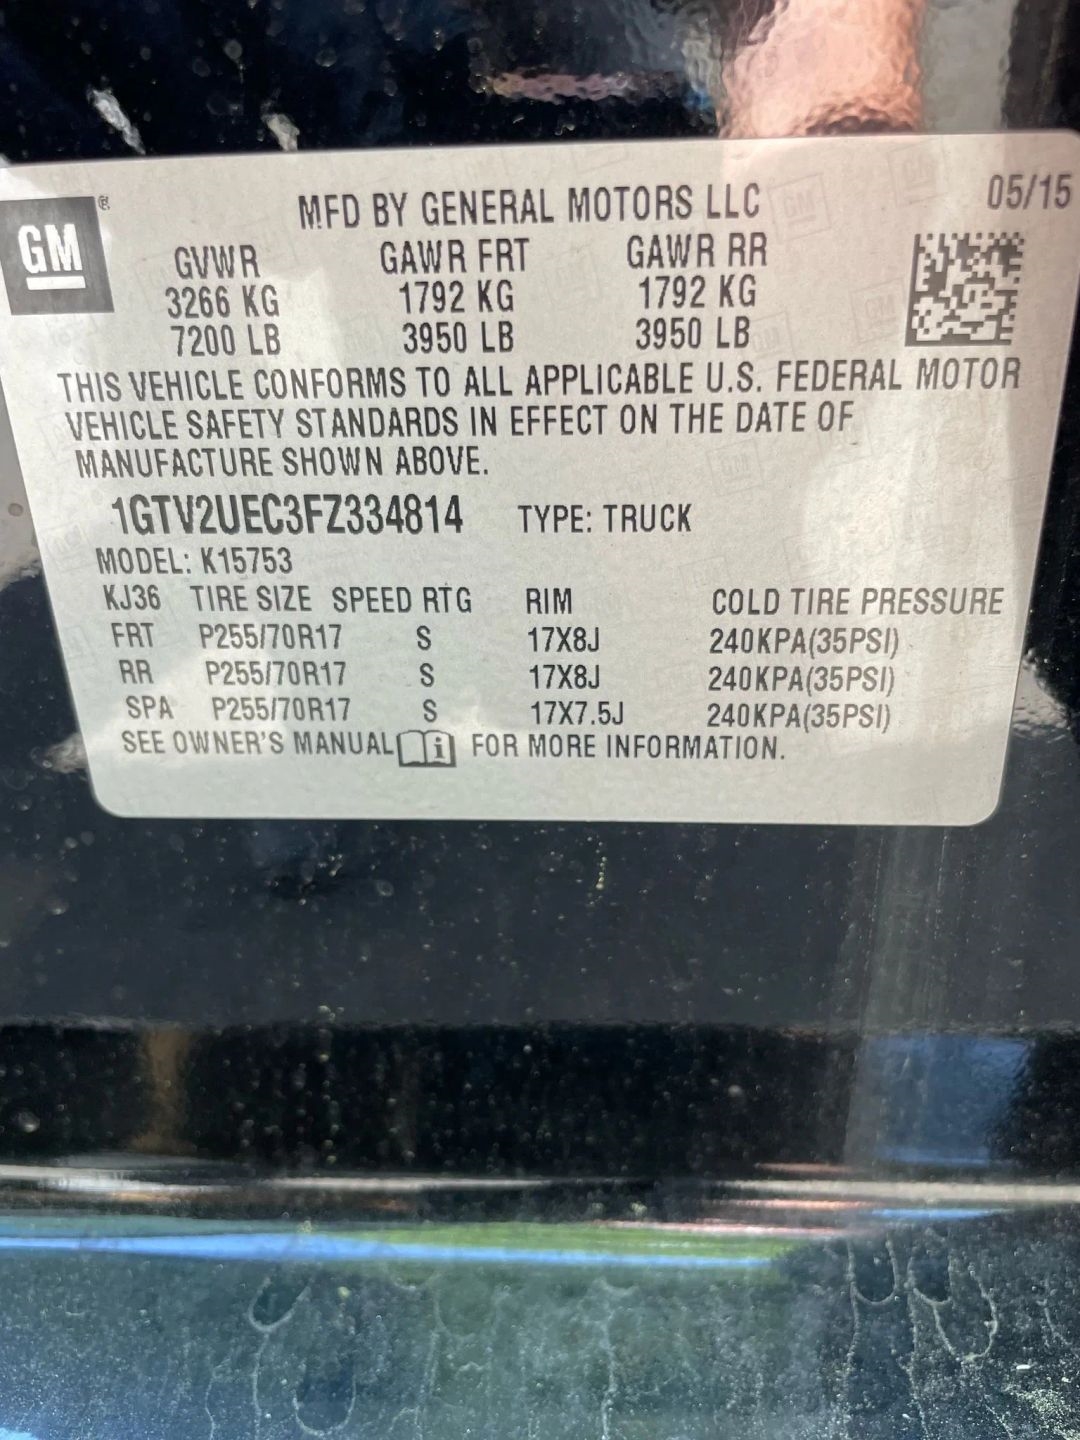 GM ® MFD BY GENERAL MOTORS LLC 05/15
GVWR GAWR FRT GAWR RR
3266 KG 1792 KG 1792 KG
7200 LB 3950 LB 3950 LB
THIS VEHICLE CONFORMS TO ALL APPLICABLE U.S. FEDERAL MOTOR
VEHICLE SAFETY STANDARDS IN EFFECT ON THE DATE OF
MANUFACTURE SHOWN ABOVE.
1GTV2UEC3FZ334814 TYPE: TRUCK
MODEL: K15753
KJ36 TIRE SIZE SPEED RTG RIM COLD TIRE PRESSURE
FRT P255/70R17 S 17X8J 240KPA(35PSI)
RR P255/70R17 S 17X8J 240KPA(35PSI)
SPA P255/70R17 S 17X7.5J 240KPA(35PSI)
SEE OWNER'S MANUAL i FOR MORE INFORMATION.